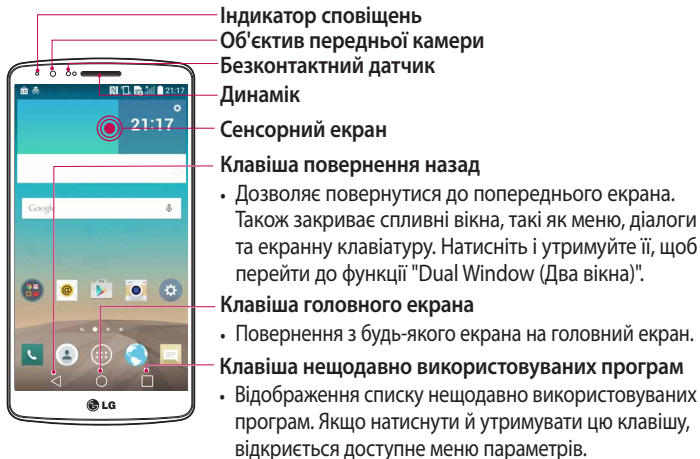 Індикатор сповіщень
Об'єктив передньої камери
Безконтактний датчик
Динамік
Сенсорний екран
Клавіша повернення назад
• Дозволяє повернутися до попереднього екрана.
Також закриває спливні вікна, такі як меню, діалоги
та екранну клавіатуру. Натисніть і утримуйте її, щоб
перейти до функції "Dual Window (Два вікна)".
Клавіша головного екрана
• Повернення з будь-якого екрана на головний екран.
Клавіша нещодавно використовуваних програм
• Відображення списку нещодавно використовуваних
програм. Якщо натиснути й утримувати цю клавішу,
відкриється доступне меню параметрів.
21:17
21:17
Google
LG